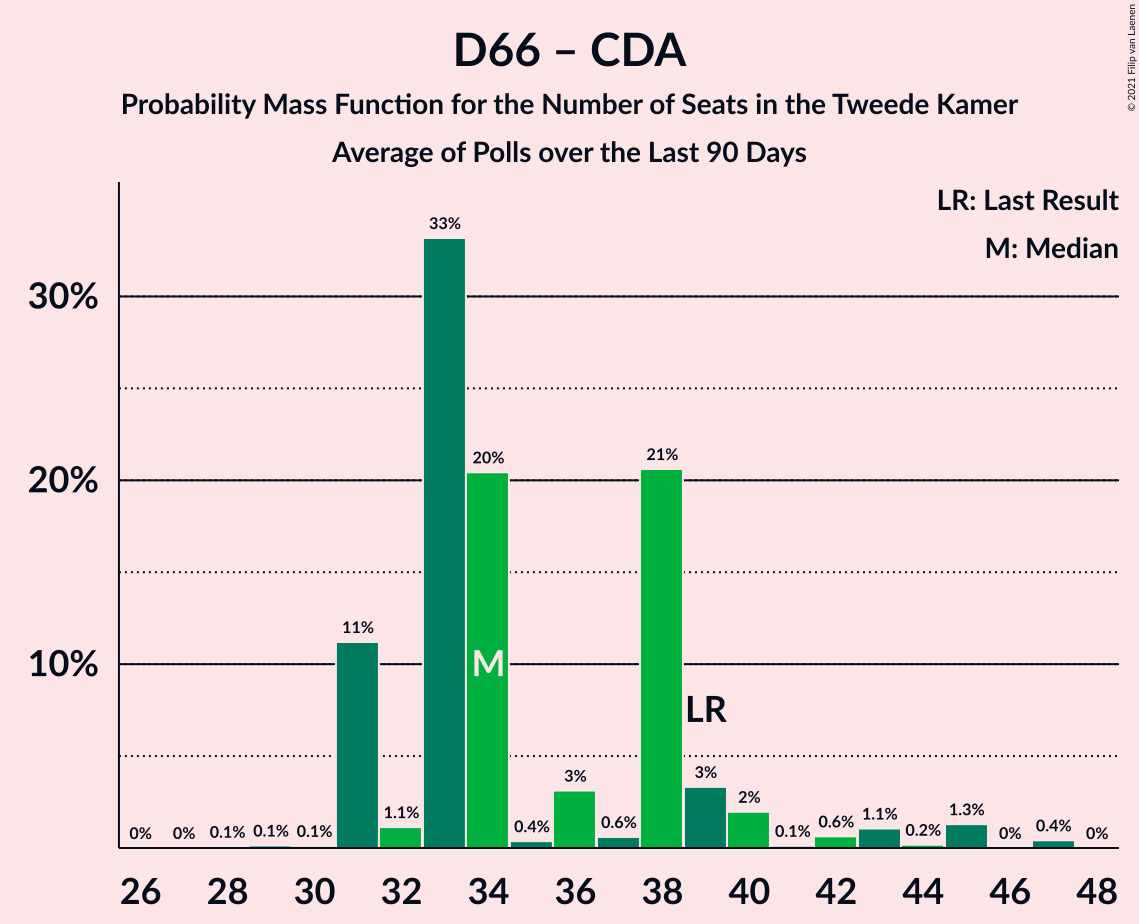 D66 – CDA
Probability Mass Function for the Number of Seats in the Tweede Kamer
Average of Polls over the Last 90 Days
© 2021 Filip van Laenen
LR: Last Result
M: Median
30%
20%
10%
0% 0% 0.1% 0.1% 0.1% 11% 1.1% 33% 20% 0.4% 3% 0.6% 21% 3% 2% 0.1% 0.6% 1.1% 0.2% 1.3% 0% 0.4% 0%
M
LR
26 28 30 32 34 36 38 40 42 44 46 48